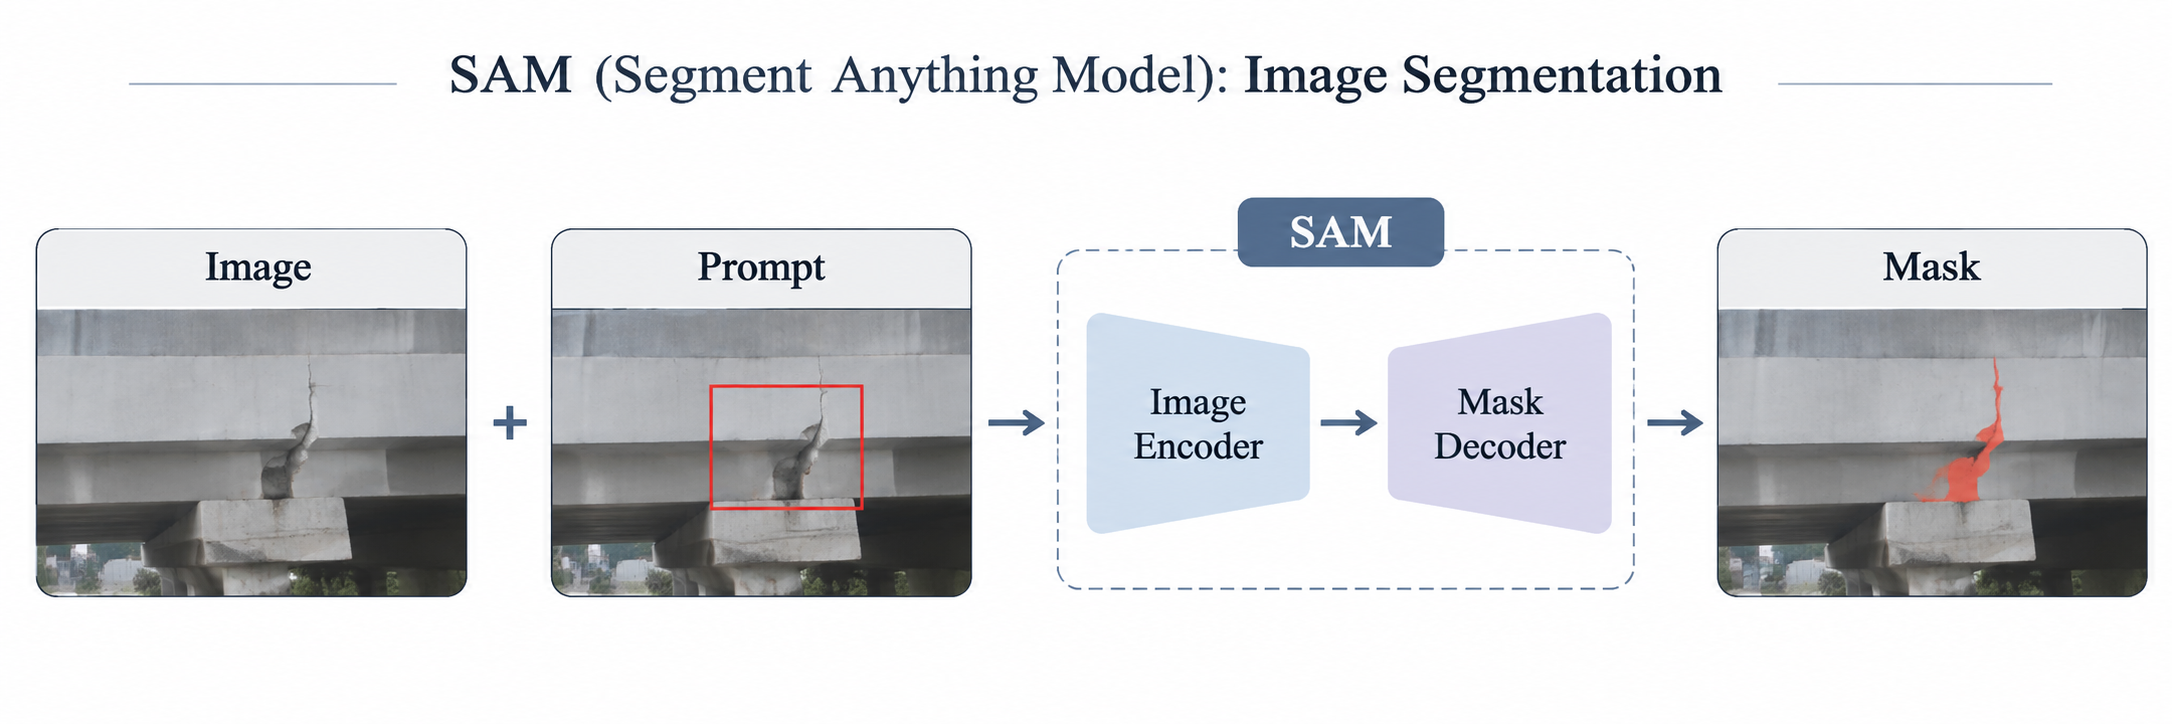 SAM (Segment Anything Model): Image Segmentation
Image
Prompt
SAM
Image
Encoder
Mask
Decoder
Mask